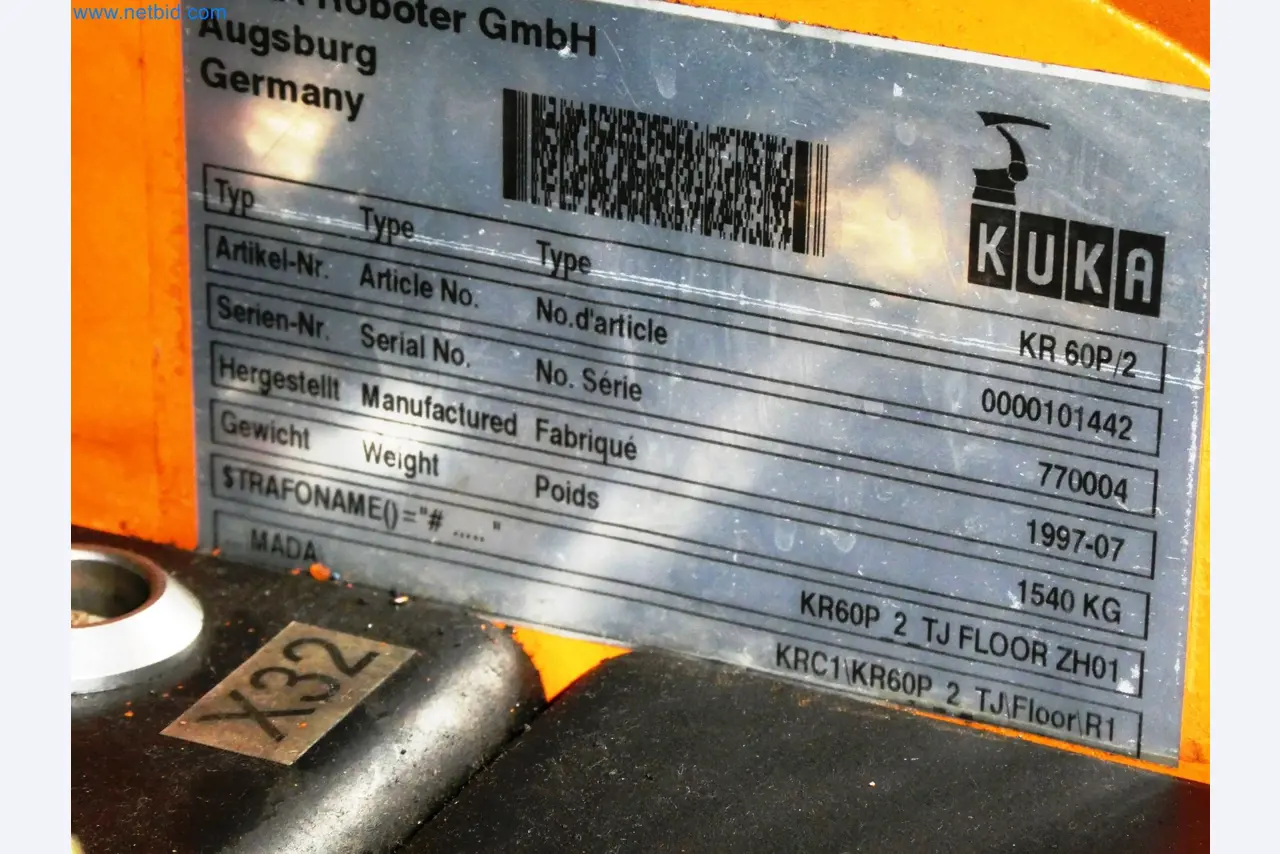 www.netbid.com
Roboter GmbH
Augsburg
Germany
KUKA
Typ Type Type KR 60P/2
Artikel-Nr. Article No. No.d'article 0000101442
Serien-Nr. Serial No. No. Série 770004
Hergestellt Manufactured Fabriqué 1997-07
Gewicht Weight Poids 1540 KG
$TRAFONAME()="# ....." KR60P_2_TJ FLOOR ZH01
MADA KRC1\KR60P_2_TJ\Floor\R1
X32